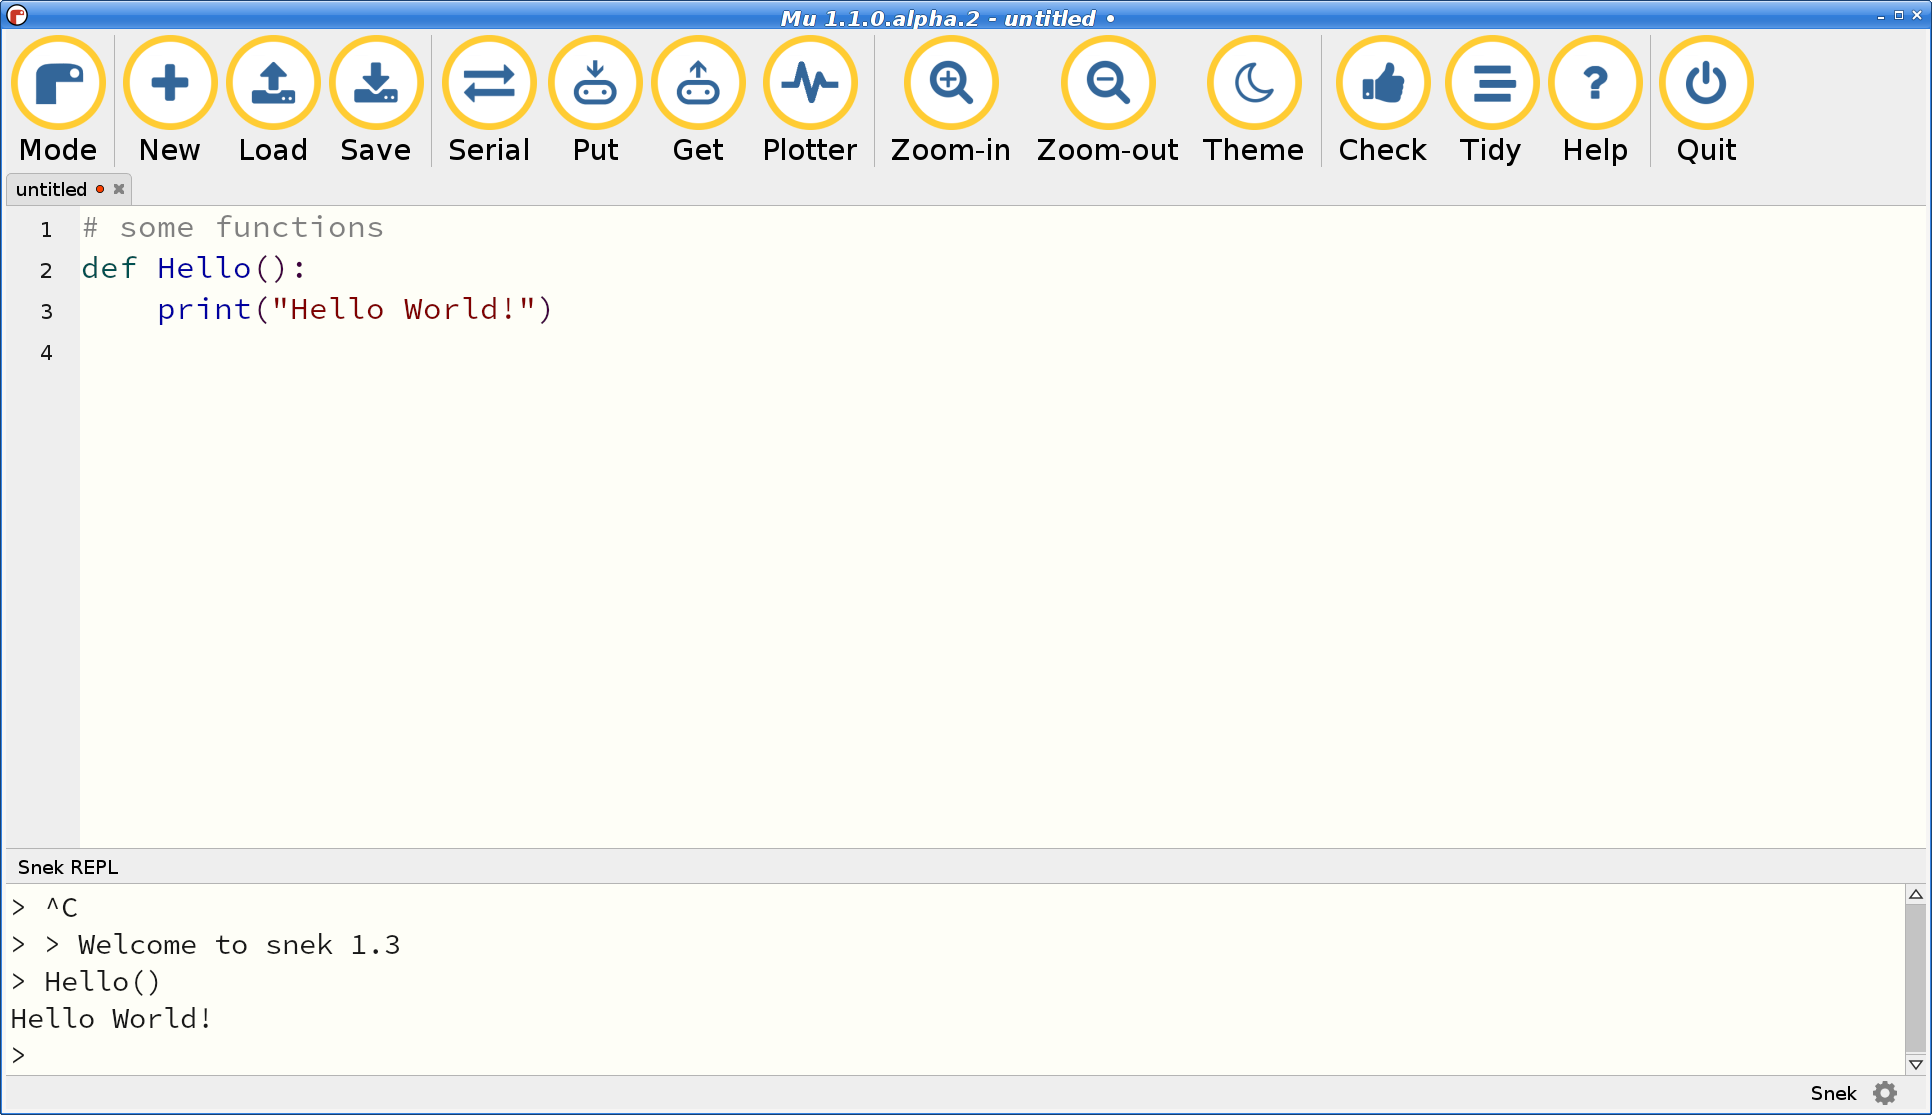 Mu 1.1.0.alpha.2 - untitled •
Mode New Load Save Serial Put Get Plotter Zoom-in Zoom-out Theme Check Tidy Help Quit
untitled
1 # some functions
2 def Hello():
3     print("Hello World!")
4
Snek REPL
> ^C
> > Welcome to snek 1.3
> Hello()
Hello World!
>
Snek